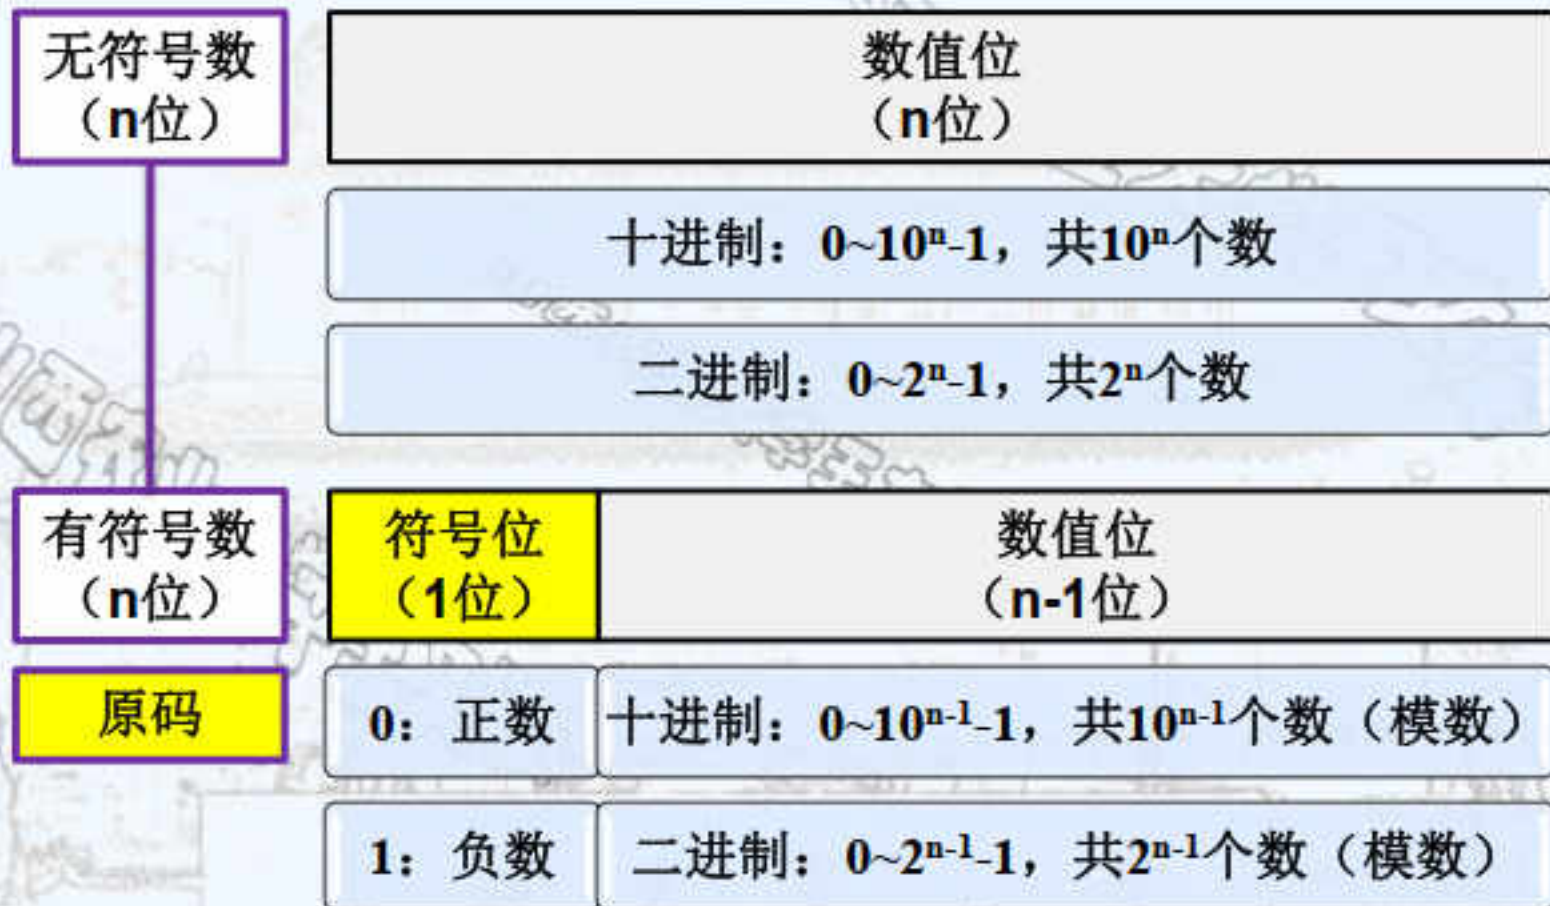 无符号数
（n位）
数值位
（n位）
十进制：0~10ⁿ-1，共10ⁿ个数
二进制：0~2ⁿ-1，共2ⁿ个数
有符号数
（n位）
符号位
（1位）
数值位
（n-1位）
原码
0：正数
十进制：0~10ⁿ⁻¹-1，共10ⁿ⁻¹个数（模数）
1：负数
二进制：0~2ⁿ⁻¹-1，共2ⁿ⁻¹个数（模数）